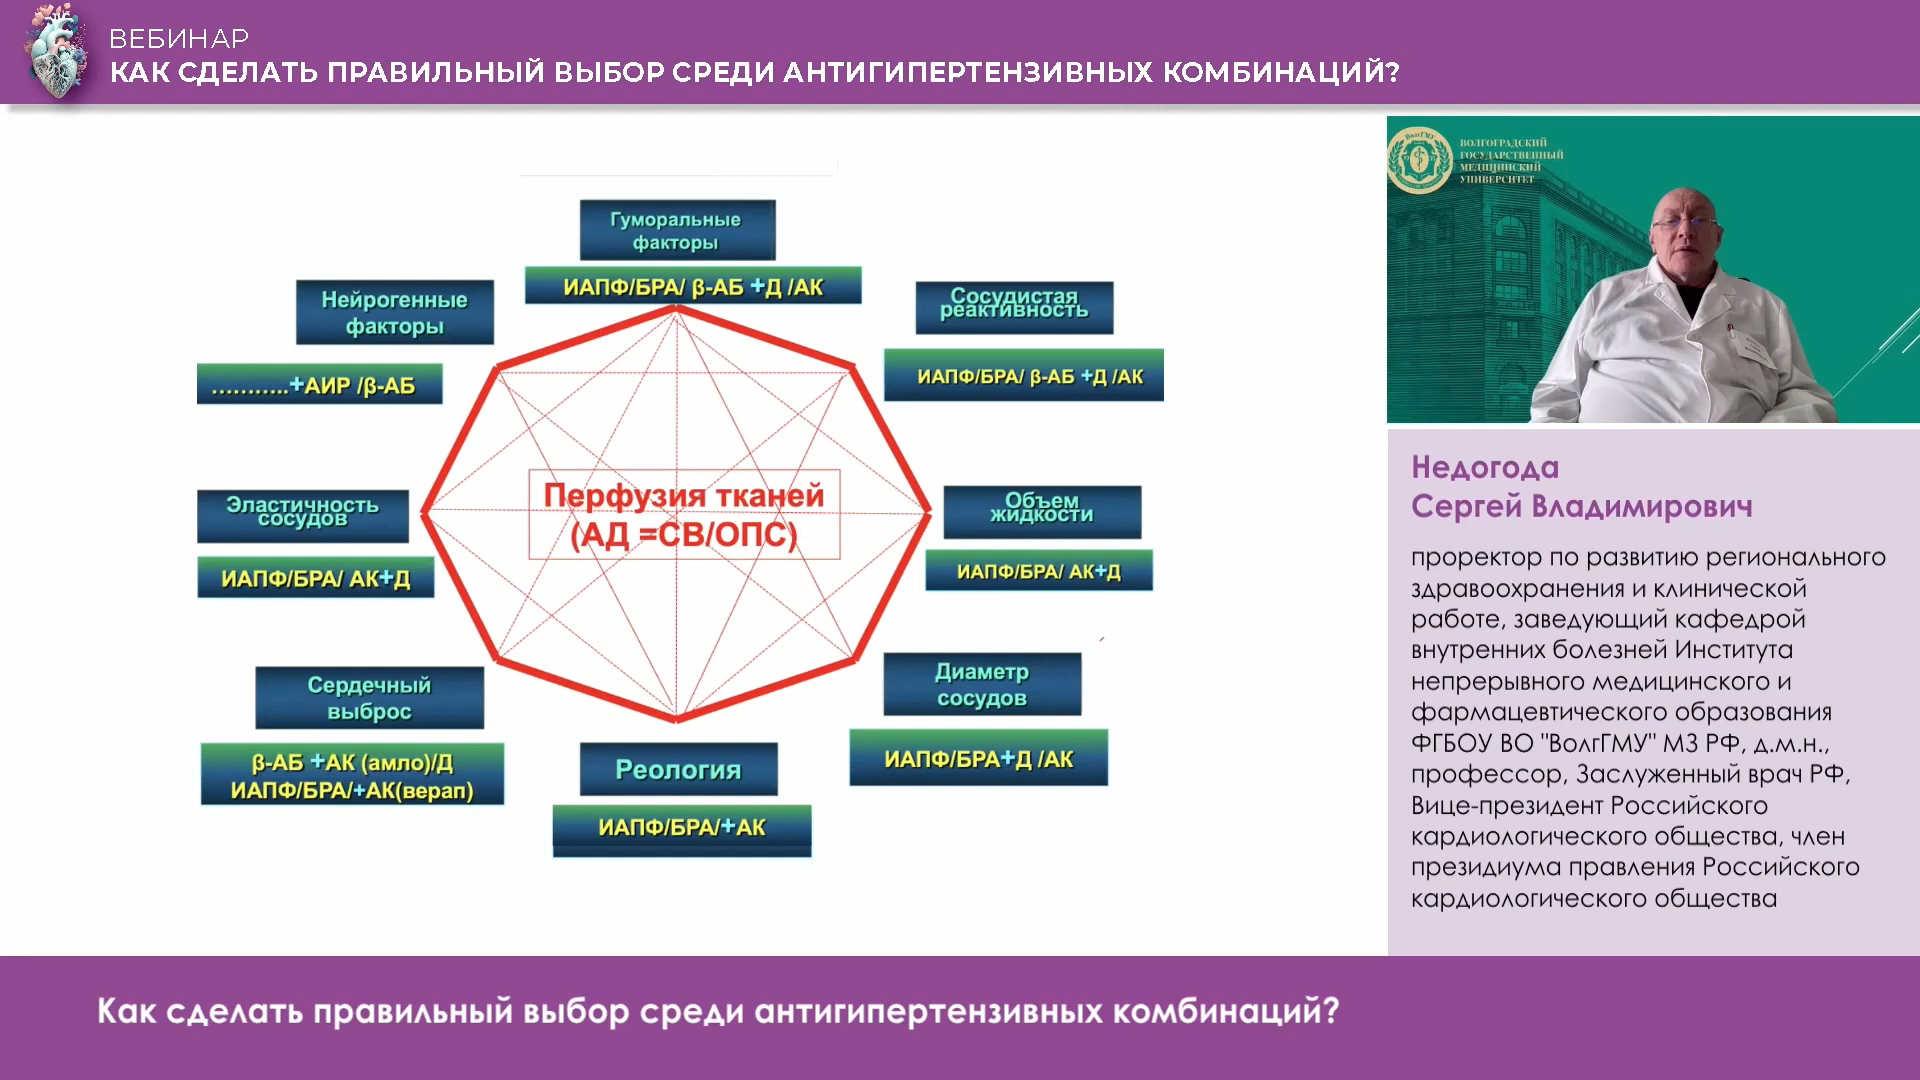 ВЕБИНАР
КАК СДЕЛАТЬ ПРАВИЛЬНЫЙ ВЫБОР СРЕДИ АНТИГИПЕРТЕНЗИВНЫХ КОМБИНАЦИЙ?
Гуморальные
факторы
ИАПФ/БРА/ β-АБ +Д /АК
Нейрогенные
факторы
...........+АИР /β-АБ
Сосудистая
реактивность
ИАПФ/БРА/ β-АБ +Д /АК
Эластичность
сосудов
ИАПФ/БРА/ АК+Д
Перфузия тканей
(АД =СВ/ОПС)
Объем
жидкости
ИАПФ/БРА/ АК+Д
Сердечный
выброс
β-АБ +АК (амло)/Д
ИАПФ/БРА/+АК(верап)
Реология
ИАПФ/БРА/+АК
Диаметр
сосудов
ИАПФ/БРА+Д /АК
ВолгГМУ
ВОЛГОГРАДСКИЙ
ГОСУДАРСТВЕННЫЙ
МЕДИЦИНСКИЙ
УНИВЕРСИТЕТ
Недогода
Сергей Владимирович
проректор по развитию регионального
здравоохранения и клинической
работе, заведующий кафедрой
внутренних болезней Института
непрерывного медицинского и
фармацевтического образования
ФГБОУ ВО "ВолгГМУ" МЗ РФ, д.м.н.,
профессор, Заслуженный врач РФ,
Вице-президент Российского
кардиологического общества, член
президиума правления Российского
кардиологического общества
Как сделать правильный выбор среди антигипертензивных комбинаций?